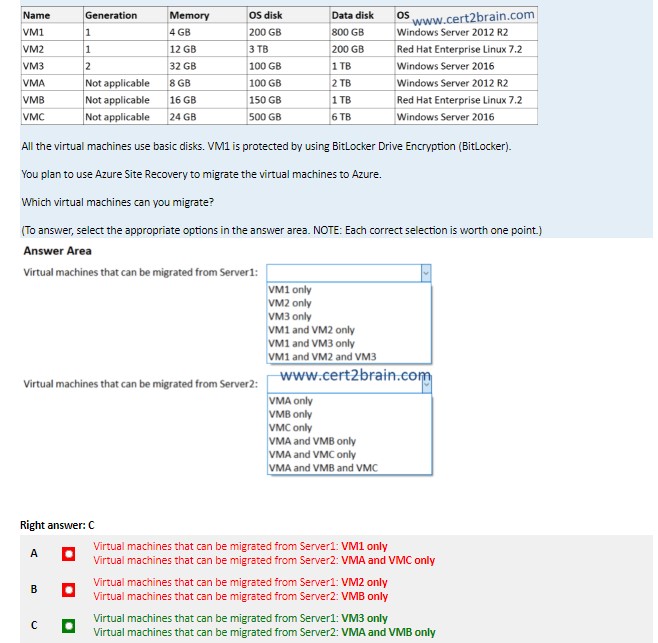 Name Generation Memory OS disk Data disk OS www.cert2brain.com
VM1 1 4 GB 200 GB 800 GB Windows Server 2012 R2
VM2 1 12 GB 3 TB 200 GB Red Hat Enterprise Linux 7.2
VM3 2 32 GB 100 GB 1 TB Windows Server 2016
VMA Not applicable 8 GB 100 GB 2 TB Windows Server 2012 R2
VMB Not applicable 16 GB 150 GB 1 TB Red Hat Enterprise Linux 7.2
VMC Not applicable 24 GB 500 GB 6 TB Windows Server 2016
All the virtual machines use basic disks. VM1 is protected by using BitLocker Drive Encryption (BitLocker).
You plan to use Azure Site Recovery to migrate the virtual machines to Azure.
Which virtual machines can you migrate?
(To answer, select the appropriate options in the answer area. NOTE: Each correct selection is worth one point.)
Answer Area
Virtual machines that can be migrated from Server1:
VM1 only
VM2 only
VM3 only
VM1 and VM2 only
VM1 and VM3 only
VM1 and VM2 and VM3
www.cert2brain.com
Virtual machines that can be migrated from Server2:
VMA only
VMB only
VMC only
VMA and VMB only
VMA and VMC only
VMA and VMB and VMC
Right answer: C
A Virtual machines that can be migrated from Server1: VM1 only
Virtual machines that can be migrated from Server2: VMA and VMC only
B Virtual machines that can be migrated from Server1: VM2 only
Virtual machines that can be migrated from Server2: VMB only
C Virtual machines that can be migrated from Server1: VM3 only
Virtual machines that can be migrated from Server2: VMA and VMB only